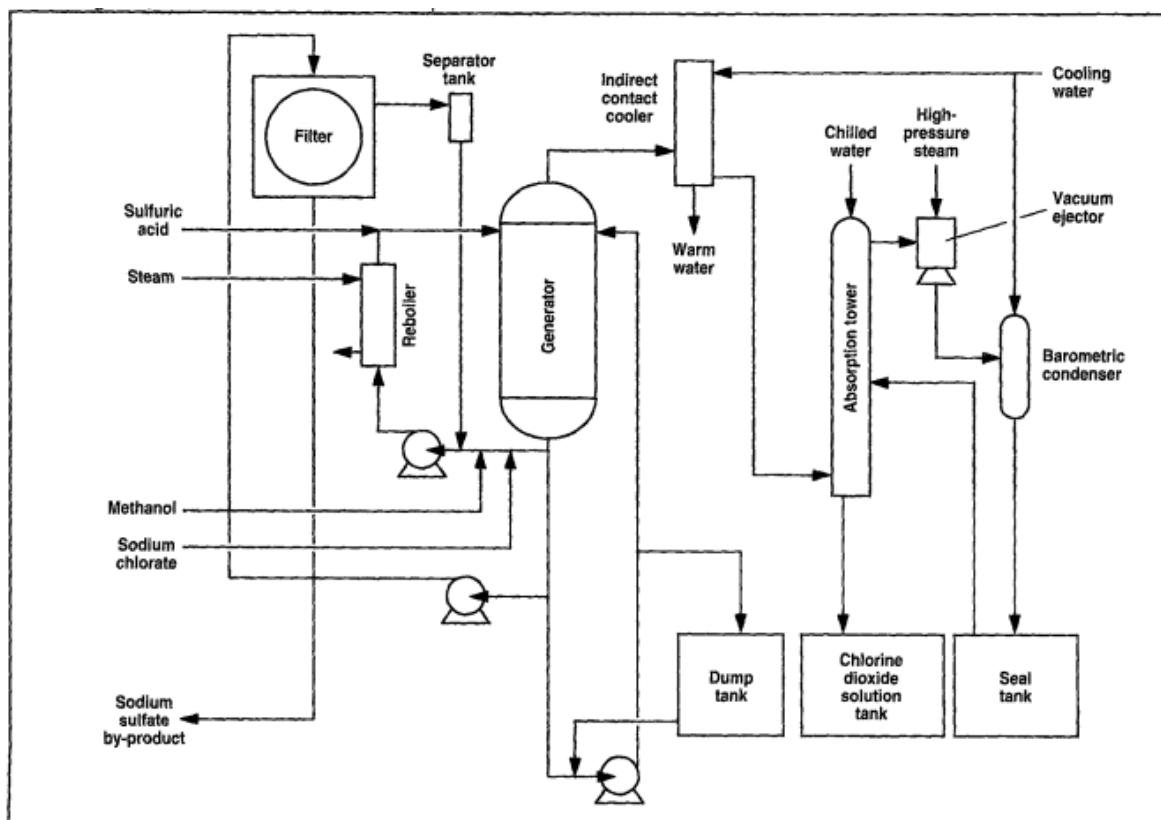 Separator
tank
Filter
Indirect
contact
cooler
Cooling
water
Chilled
water
High-
pressure
steam
Sulfuric
acid
Vacuum
ejector
Warm
water
Steam
Reboiler
Generator
Absorption tower
Barometric
condenser
Methanol
Sodium
chlorate
Dump
tank
Chlorine
dioxide
solution
tank
Seal
tank
Sodium
sulfate
by-product